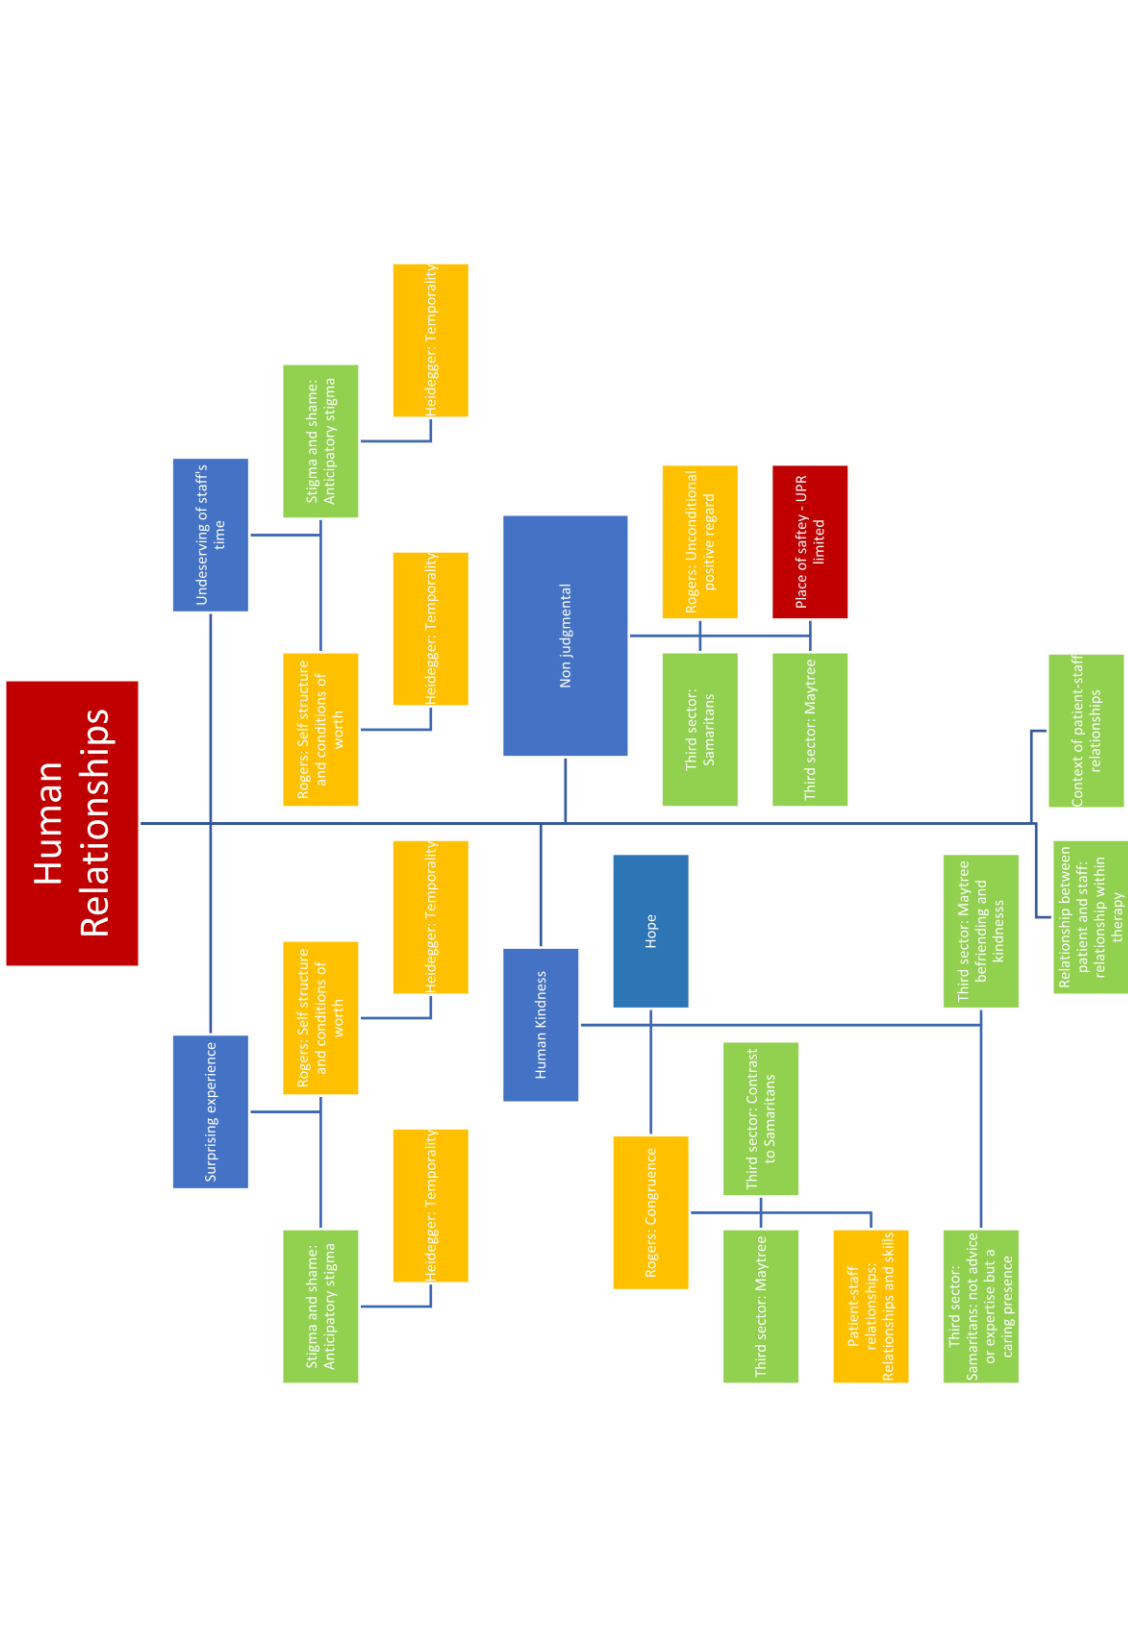 Human
Relationships
Surprising experience
Undeserving of staff's
time
Stigma and shame:
Anticipatory stigma
Rogers: Self structure
and conditions of
worth
Rogers: Self structure
and conditions of
worth
Stigma and shame:
Anticipatory stigma
Heidegger: Temporality
Heidegger: Temporality
Heidegger: Temporality
Heidegger: Temporality
Human Kindness
Non judgmental
Rogers: Congruence
Hope
Third sector:
Samaritans
Rogers: Unconditional
positive regard
Third sector: Maytree
Third sector: Contrast
to Samaritans
Third sector: Maytree
Place of saftey - UPR
limited
Patient-staff
relationships:
Relationships and skills
Third sector:
Samaritans: not advice
or expertise but a
caring presence
Third sector: Maytree
befriending and
kindnesss
Relationship between
patient and staff:
relationship within
therapy
Context of patient-staff
relationships